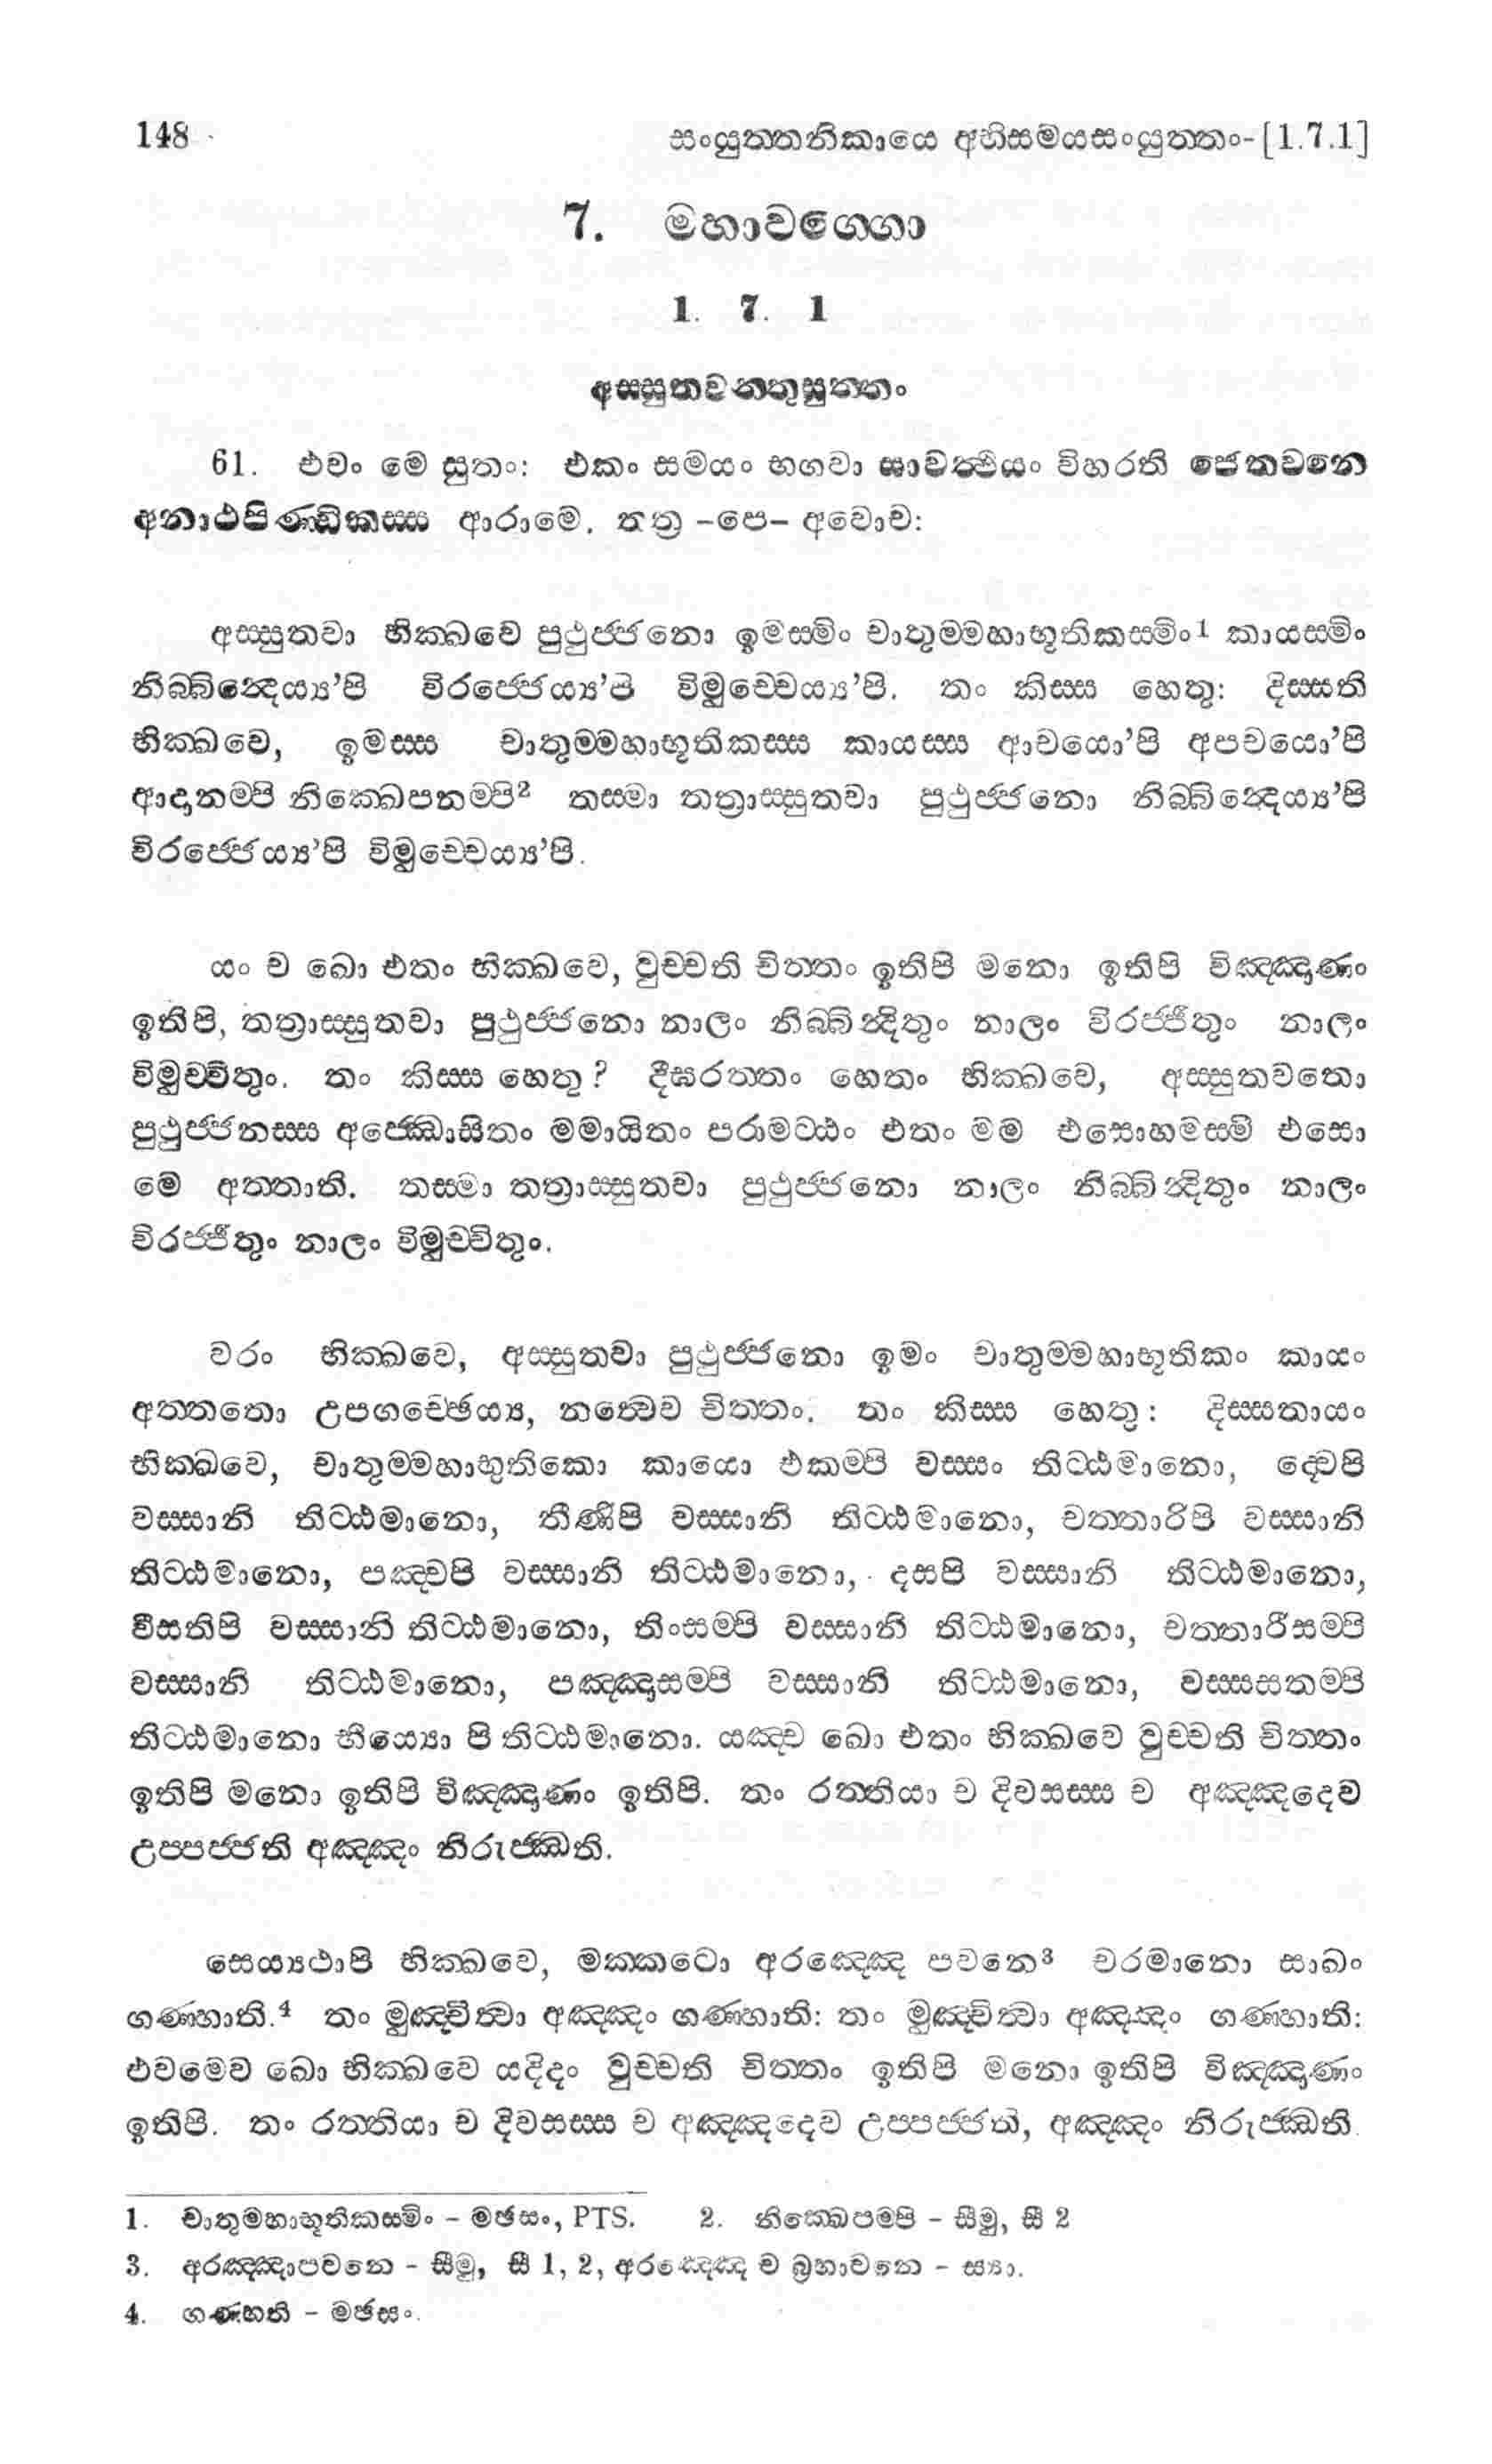 148
සංයුත්තනිකායෙ අභිසමයසංයුත්තං-[1.7.1]
7. මහාවග්ගො
1. 7. 1
අස්සුතවන්තුසුත්තං
61. එවං මෙ සුතං: එකං සමයං භගවා සාවත්ථියං විහරති ජෙතවනෙ
අනාථපිණ්ඩිකස්ස ආරාමෙ. තත්‍ර -පෙ- අවොච:
අස්සුතවා භික්ඛවෙ පුථුජ්ජනො ඉමස්මිං චාතුම්මහාභූතිකස්මිං1 කායස්මිං
නිබ්බින්දෙය්‍ය'පි විරජ්ජෙය්‍ය'පි විමුච්චෙය්‍ය'පි. තං කිස්ස හෙතු: දිස්සති
භික්ඛවෙ, ඉමස්ස චාතුම්මහාභූතිකස්ස කායස්ස ආචයො'පි අපචයො'පි
ආදානම්පි නික්ඛෙපනම්පි2 තස්මා තත්‍රාස්සුතවා පුථුජ්ජනො නිබ්බින්දෙය්‍ය'පි
විරජ්ජෙය්‍ය'පි විමුච්චෙය්‍ය'පි.
යං ච ඛො එතං භික්ඛවෙ, වුච්චති චිත්තං ඉතිපි මනො ඉතිපි විඤ්ඤාණං
ඉතිපි, තත්‍රාස්සුතවා පුථුජ්ජනො නාලං නිබ්බින්දිතුං නාලං විරජ්ජිතුං නාලං
විමුච්චිතුං. තං කිස්ස හෙතු? දීඝරත්තං හෙතං භික්ඛවෙ, අස්සුතවතො
පුථුජ්ජනස්ස අජ්ඣොසිතං මමායිතං පරාමට්ඨං එතං මම එසොහමස්මි එසො
මෙ අත්තාති. තස්මා තත්‍රාස්සුතවා පුථුජ්ජනො නාලං නිබ්බින්දිතුං නාලං
විරජ්ජිතුං නාලං විමුච්චිතුං.
වරං භික්ඛවෙ, අස්සුතවා පුථුජ්ජනො ඉමං චාතුම්මහාභූතිකං කායං
අත්තතො උපගච්ඡෙය්‍ය, නත්වෙව චිත්තං. තං කිස්ස හෙතු: දිස්සතායං
භික්ඛවෙ, චාතුම්මහාභුතිකො කායො එකම්පි වස්සං තිට්ඨමානො, ද්වෙපි
වස්සානි තිට්ඨමානො, තීණිපි වස්සානි තිට්ඨමානො, චත්තාරිපි වස්සානි
තිට්ඨමානො, පඤ්චපි වස්සානි තිට්ඨමානො, දසපි වස්සානි තිට්ඨමානො,
වීසතිපි වස්සානි තිට්ඨමානො, තිංසම්පි වස්සානි තිට්ඨමානො, චත්තාරීසම්පි
වස්සානි තිට්ඨමානො, පඤ්ඤාසම්පි වස්සානි තිට්ඨමානො, වස්සසතම්පි
තිට්ඨමානො භිය්‍යො පි තිට්ඨමානො. යඤ්ච ඛො එතං භික්ඛවෙ වුච්චති චිත්තං
ඉතිපි මනො ඉතිපි විඤ්ඤාණං ඉතිපි. තං රත්තියා ච දිවසස්ස ච අඤ්ඤදෙව
උප්පජ්ජති අඤ්ඤං නිරුජ්ඣති.
සෙය්‍යථාපි භික්ඛවෙ, මක්කටො අරඤ්ඤෙ පවනෙ3 චරමානො සාඛං
ගණ්හාති.4 තං මුඤ්චිත්වා අඤ්ඤං ගණ්හාති: තං මුඤ්චිත්වා අඤ්ඤං ගණ්හාති:
එවමෙව ඛො භික්ඛවෙ යදිදං වුච්චති චිත්තං ඉතිපි මනො ඉතිපි විඤ්ඤාණං
ඉතිපි. තං රත්තියා ච දිවසස්ස ච අඤ්ඤදෙව උප්පජ්ජති, අඤ්ඤං නිරුජ්ඣති.
1. චාතුමහාභූතිකස්මිං - මඡසං, PTS. 2. නික්ඛෙපම්පි - සීමු, සී 2
3. අරඤ්ඤාපවනෙ - සීමු, සී 1, 2, අරඤ්ඤෙ ච බ්‍රහාවනෙ - ස්‍යා.
4. ගණ්හති - මඡසං.